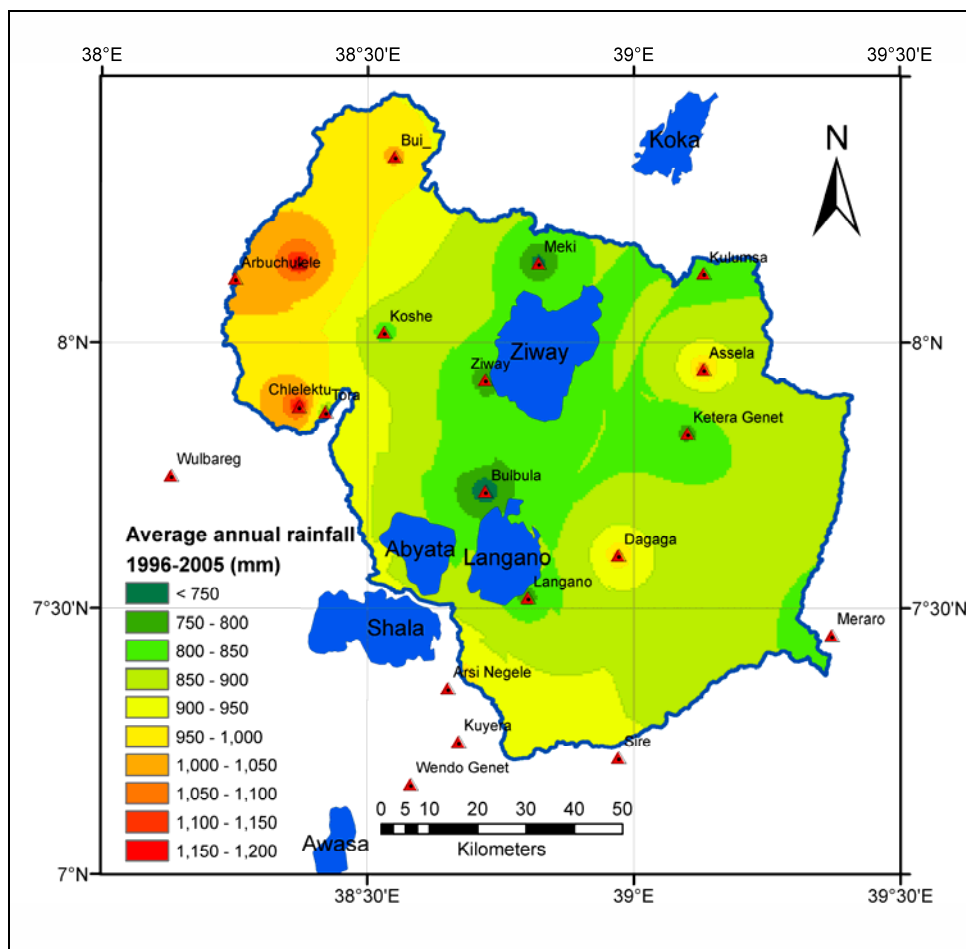 38°E
38°30'E
39°E
39°30'E
Koka
N
Bui_
Meki
Kulumsa
Arbuchulele
Koshe
8°N
8°N
Ziway
Assela
Ziway
Chlelektu
Tora
Ketera Genet
Wulbareg
Bulbula
Average annual rainfall
1996-2005 (mm)
Abyata
Langano
Dagaga
Langano
< 750
750 - 800
800 - 850
850 - 900
900 - 950
950 - 1,000
1,000 - 1,050
1,050 - 1,100
1,100 - 1,150
1,150 - 1,200
7°30'N
7°30'N
Meraro
Shala
Arsi Negele
Kuyera
Sire
Wendo Genet
0 5 10 20 30 40 50
Kilometers
Awasa
7°N
7°N
38°30'E
39°E
39°30'E